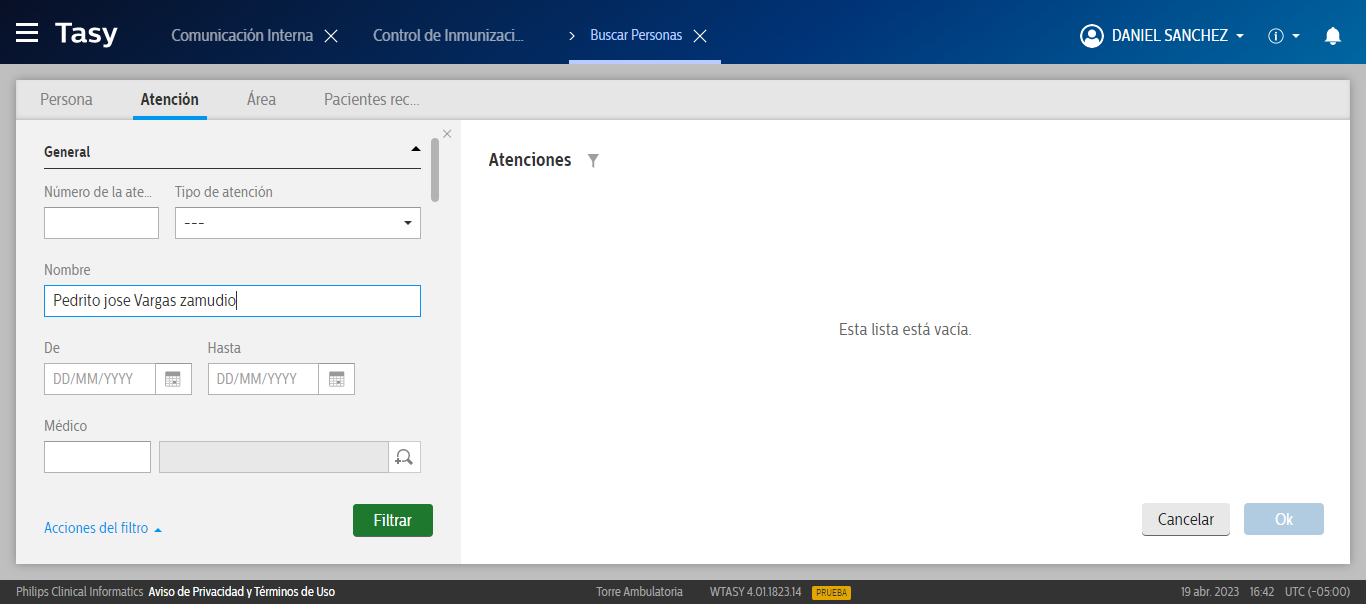 Tasy
Comunicación Interna
Control de Inmunizaci...
Buscar Personas
DANIEL SANCHEZ
Persona
Atención
Área
Pacientes rec...
General
Número de la ate...
Tipo de atención
---
Nombre
Pedrito jose Vargas zamudio
De
Hasta
DD/MM/YYYY
DD/MM/YYYY
Médico
Acciones del filtro
Filtrar
Atenciones
Esta lista está vacía.
Cancelar
Ok
Philips Clinical Informatics Aviso de Privacidad y Términos de Uso
Torre Ambulatoria
WTASY 4.01.1823.14
PRUEBA
19 abr. 2023
16:42
UTC (-05:00)